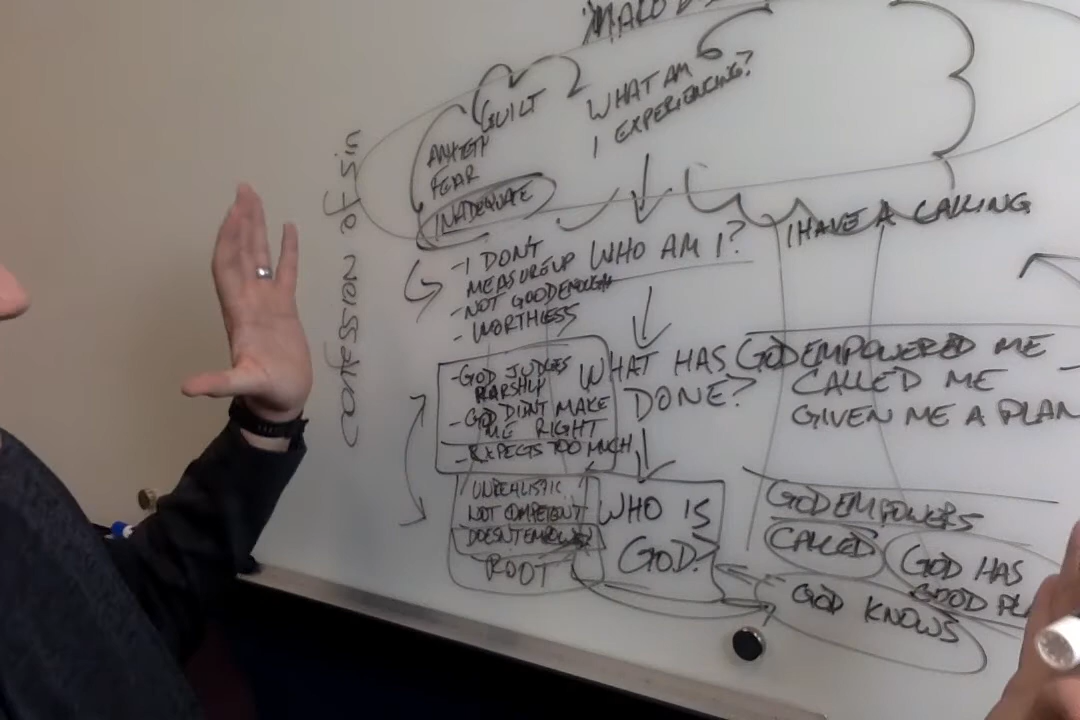 GUILT
ANXIETY
FEAR
INADEQUATE
WHAT AM
I EXPERIENCING?
Confession of Sin
- I DONT
MEASURE UP
- NOT GOOD ENOUGH
- WORTHLESS
WHO AM I?
I HAVE A CALLING
- GOD JUDGES
HARSHLY
- GOD DIDNT MAKE
ME RIGHT
- EXPECTS TOO MUCH
WHAT HAS GOD
DONE?
EMPOWERED ME
CALLED ME
GIVEN ME A PLAN
UNREALISTIC
NOT COMPETENT
DOESNT EMPOWER
ROOT
WHO IS
GOD?
GOD EMPOWERS
CALLED
GOD HAS
GOOD
GOD KNOWS